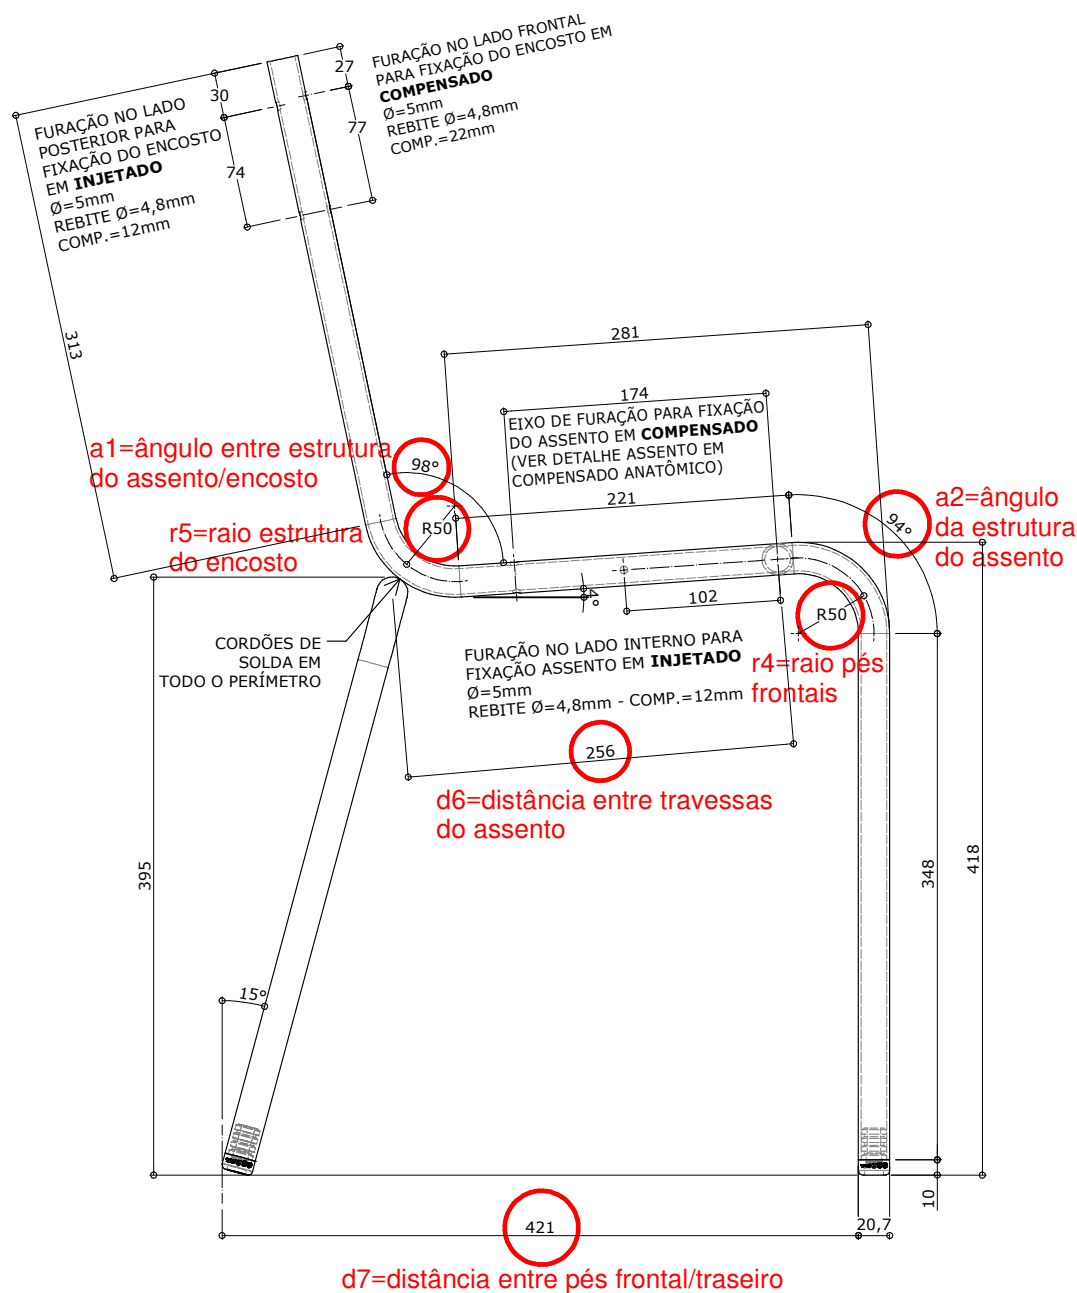 FURAÇÃO NO LADO FRONTAL
PARA FIXAÇÃO DO ENCOSTO EM
COMPENSADO
Ø=5mm
REBITE Ø=4,8mm
COMP.=22mm
27
77
30
74
FURAÇÃO NO LADO
POSTERIOR PARA
FIXAÇÃO DO ENCOSTO
EM INJETADO
Ø=5mm
REBITE Ø=4,8mm
COMP.=12mm
313
281
174
EIXO DE FURAÇÃO PARA FIXAÇÃO
DO ASSENTO EM COMPENSADO
(VER DETALHE ASSENTO EM
COMPENSADO ANATÔMICO)
221
a1=ângulo entre estrutura
do assento/encosto
98°
r5=raio estrutura
do encosto
R50
a2=ângulo
da estrutura
do assento
94°
4°
102
R50
r4=raio pés
frontais
CORDÕES DE
SOLDA EM
TODO O PERÍMETRO
FURAÇÃO NO LADO INTERNO PARA
FIXAÇÃO ASSENTO EM INJETADO
Ø=5mm
REBITE Ø=4,8mm - COMP.=12mm
256
d6=distância entre travessas
do assento
395
348
418
15°
10
421
20,7
d7=distância entre pés frontal/traseiro